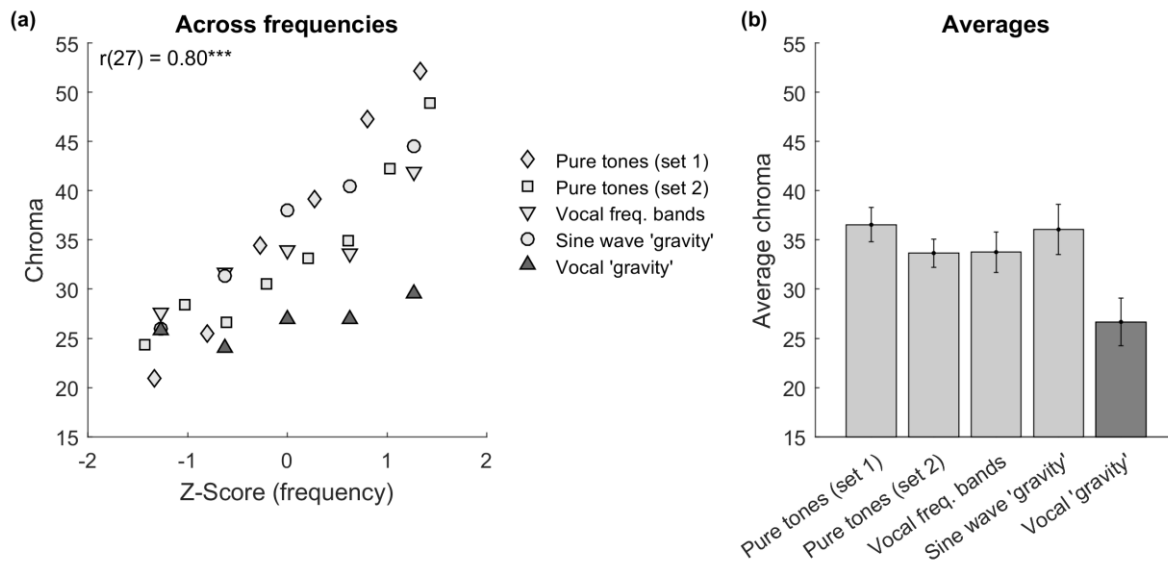 (a)
Across frequencies
r(27) = 0.80***
55
50
45
40
35
30
25
20
15
Chroma
-2
-1
0
1
2
Z-Score (frequency)
Pure tones (set 1)
Pure tones (set 2)
Vocal freq. bands
Sine wave 'gravity'
Vocal 'gravity'
(b)
Averages
55
50
45
40
35
30
25
20
15
Average chroma
Pure tones (set 1)
Pure tones (set 2)
Vocal freq. bands
Sine wave 'gravity'
Vocal 'gravity'